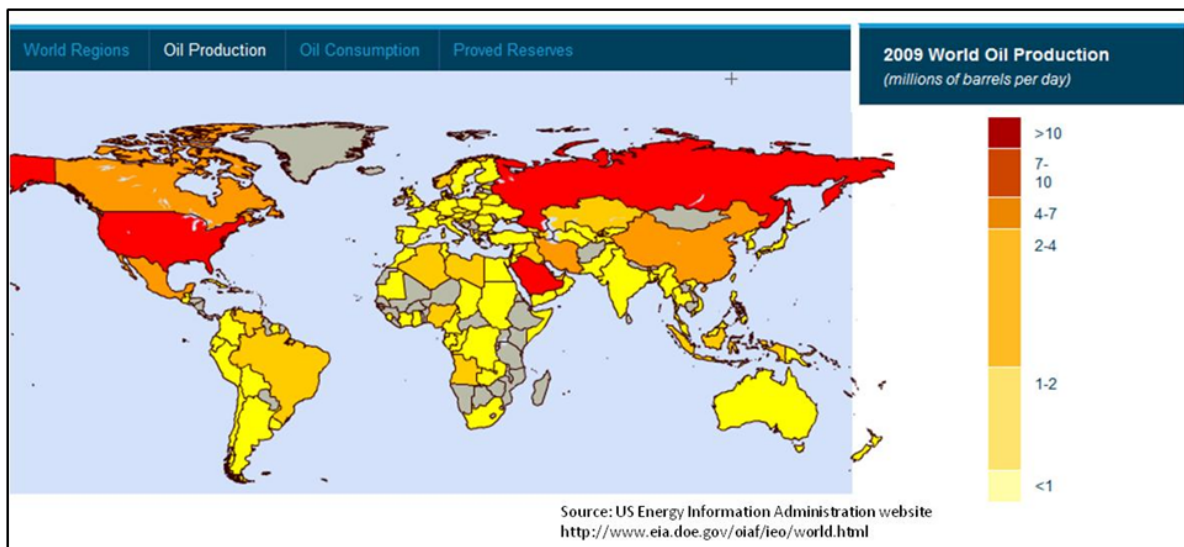 World Regions Oil Production Oil Consumption Proved Reserves
2009 World Oil Production
(millions of barrels per day)
>10
7-
10
4-7
2-4
1-2
<1
Source: US Energy Information Administration website
http://www.eia.doe.gov/oiaf/ieo/world.html